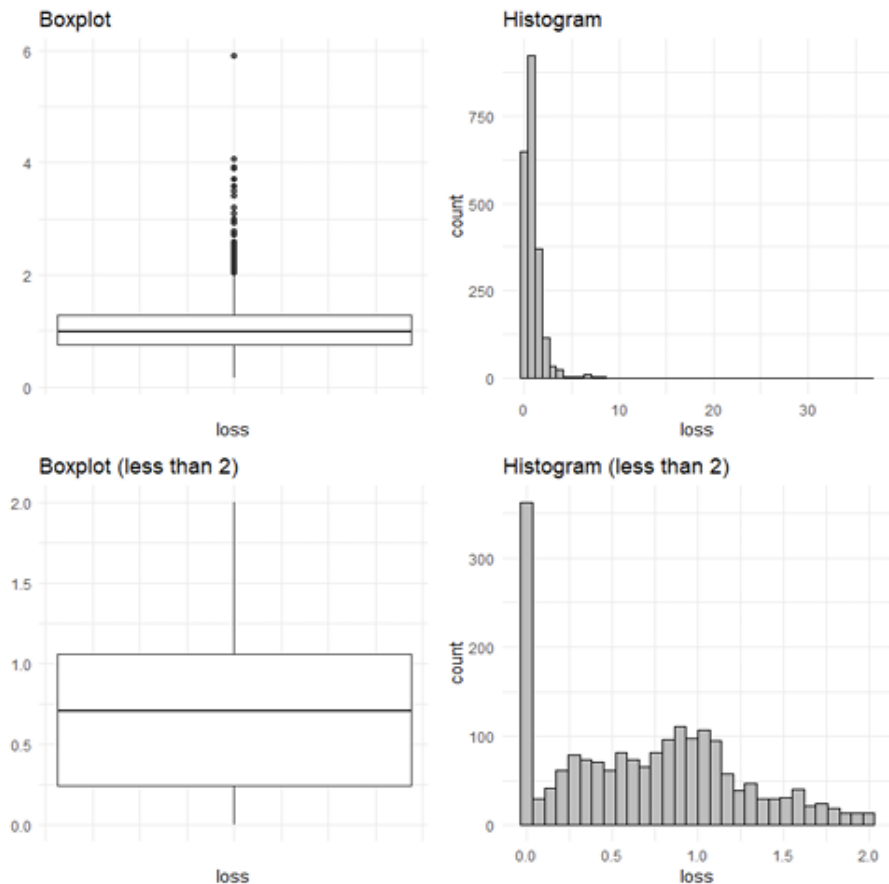 Boxplot
6
4
2
0
loss
Histogram
750
500
250
0
count
0 10 20 30
loss
Boxplot (less than 2)
2.0
1.5
1.0
0.5
0.0
loss
Histogram (less than 2)
300
200
100
0
count
0.0 0.5 1.0 1.5 2.0
loss